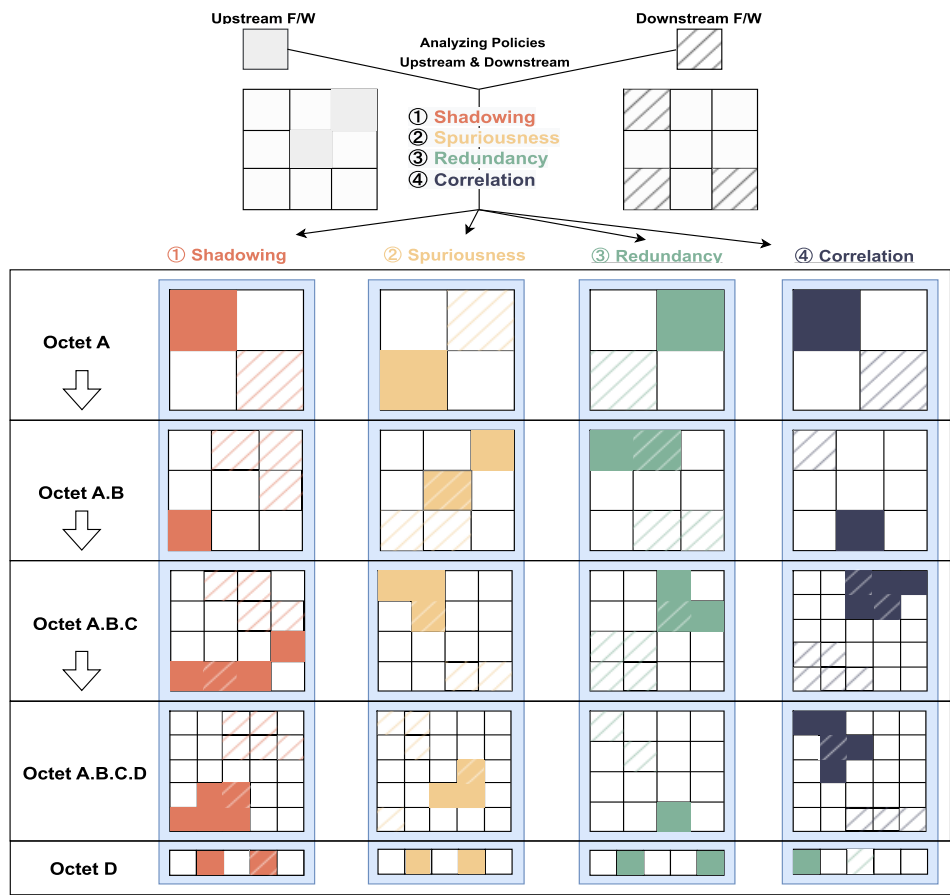 Upstream F/W
Downstream F/W
Analyzing Policies
Upstream & Downstream
① Shadowing
② Spuriousness
③ Redundancy
④ Correlation
① Shadowing
② Spuriousness
③ Redundancy
④ Correlation
Octet A
Octet A.B
Octet A.B.C
Octet A.B.C.D
Octet D